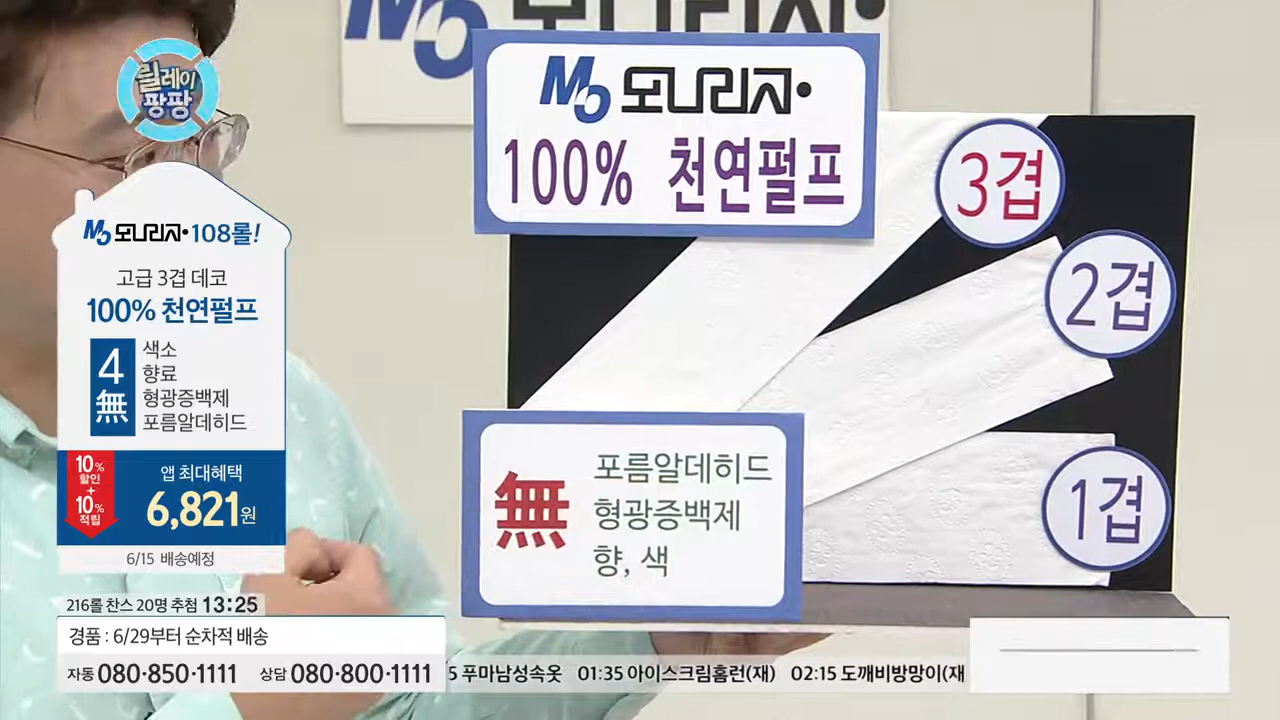 모나리자
릴레이
팡팡
Mo 모나리자
100% 천연펄프
3겹
2겹
1겹
無
포름알데히드
형광증백제
향, 색
Mo 모나리자 108롤!
고급 3겹 데코
100% 천연펄프
4
無
색소
향료
형광증백제
포름알데히드
10%
할인
+
10%
적립
앱 최대혜택
6,821원
6/15 배송예정
216롤 찬스 20명 추첨 13:25
경품 : 6/29부터 순차적 배송
자동 080·850·1111 상담 080·800·1111
5 푸마남성속옷 01:35 아이스크림홈런(재) 02:15 도깨비방망이(재